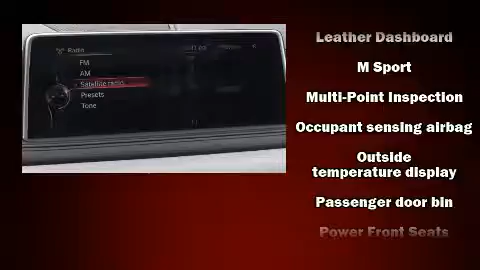 Radio
FM
AM
Satellite radio
Presets
Tone
Leather Dashboard
M Sport
Multi-Point Inspection
Occupant sensing airbag
Outside
temperature display
Passenger door bin
Power Front Seats